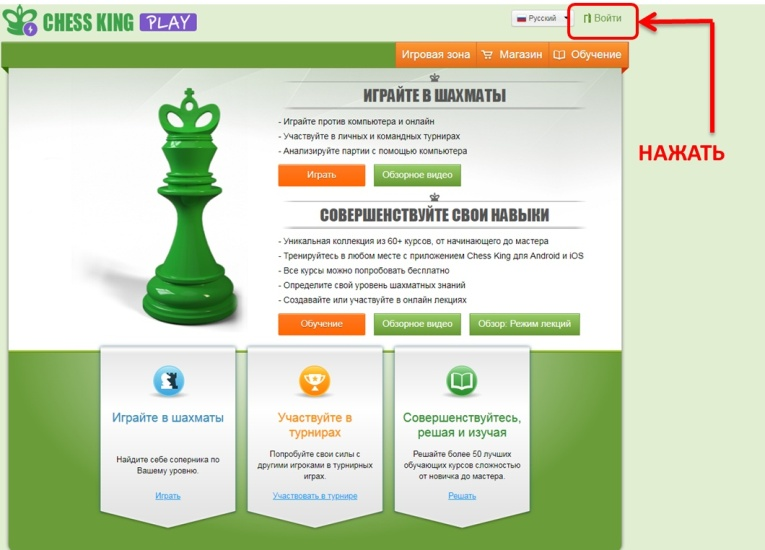 CHESS KING PLAY
Русский
Войти
Игровая зона
Магазин
Обучение
НАЖАТЬ
ИГРАЙТЕ В ШАХМАТЫ
- Играйте против компьютера и онлайн
- Участвуйте в личных и командных турнирах
- Анализируйте партии с помощью компьютера
Играть
Обзорное видео
СОВЕРШЕНСТВУЙТЕ СВОИ НАВЫКИ
- Уникальная коллекция из 60+ курсов, от начинающего до мастера
- Тренируйтесь в любом месте с приложением Chess King для Android и iOS
- Все курсы можно попробовать бесплатно
- Определите свой уровень шахматных знаний
- Создавайте или участвуйте в онлайн лекциях
Обучение
Обзорное видео
Обзор: Режим лекций
Играйте в шахматы
Найдите себе соперника по
Вашему уровню.
Играть
Участвуйте в
турнирах
Попробуйте свои силы с
другими игроками в турнирных
играх.
Участвовать в турнире
Совершенствуйтесь,
решая и изучая
Решайте более 50 лучших
обучающих курсов сложностью
от новичка до мастера.
Решать